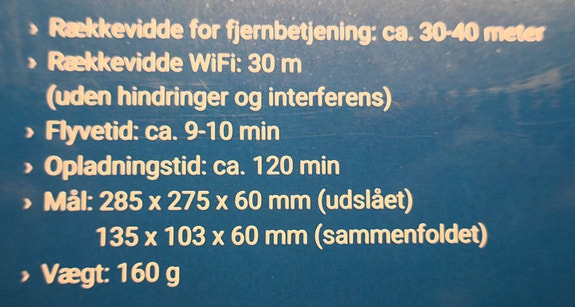 › Rækkevidde for fjernbetjening: ca. 30-40 meter
› Rækkevidde WiFi: 30 m
(uden hindringer og interferens)
› Flyvetid: ca. 9-10 min
› Opladningstid: ca. 120 min
› Mål: 285 x 275 x 60 mm (udslået)
135 x 103 x 60 mm (sammenfoldet)
› Vægt: 160 g